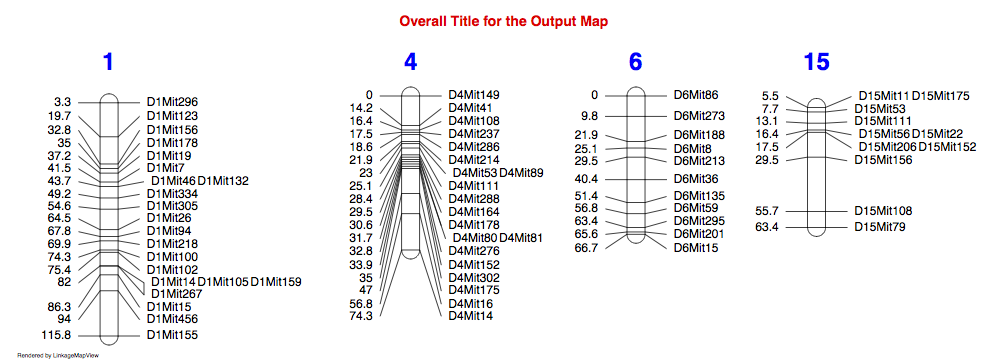 Overall Title for the Output Map
1
3.3 D1Mit296
19.7 D1Mit123
32.8 D1Mit156
35 D1Mit178
37.2 D1Mit19
41.5 D1Mit7
43.7 D1Mit46 D1Mit132
49.2 D1Mit334
54.6 D1Mit305
64.5 D1Mit26
67.8 D1Mit94
69.9 D1Mit218
74.3 D1Mit100
75.4 D1Mit102
82 D1Mit14 D1Mit105 D1Mit159
D1Mit267
86.3 D1Mit15
94 D1Mit456
115.8 D1Mit155
4
0 D4Mit149
14.2 D4Mit41
16.4 D4Mit108
17.5 D4Mit237
18.6 D4Mit286
21.9 D4Mit214
23 D4Mit53 D4Mit89
25.1 D4Mit111
28.4 D4Mit288
29.5 D4Mit164
30.6 D4Mit178
31.7 D4Mit80 D4Mit81
32.8 D4Mit276
33.9 D4Mit152
35 D4Mit302
47 D4Mit175
56.8 D4Mit16
74.3 D4Mit14
6
0 D6Mit86
9.8 D6Mit273
21.9 D6Mit188
25.1 D6Mit8
29.5 D6Mit213
40.4 D6Mit36
51.4 D6Mit135
56.8 D6Mit59
63.4 D6Mit295
65.6 D6Mit201
66.7 D6Mit15
15
5.5 D15Mit11 D15Mit175
7.7 D15Mit53
13.1 D15Mit111
16.4 D15Mit56 D15Mit22
17.5 D15Mit206 D15Mit152
29.5 D15Mit156
55.7 D15Mit108
63.4 D15Mit79
Rendered by LinkageMapView